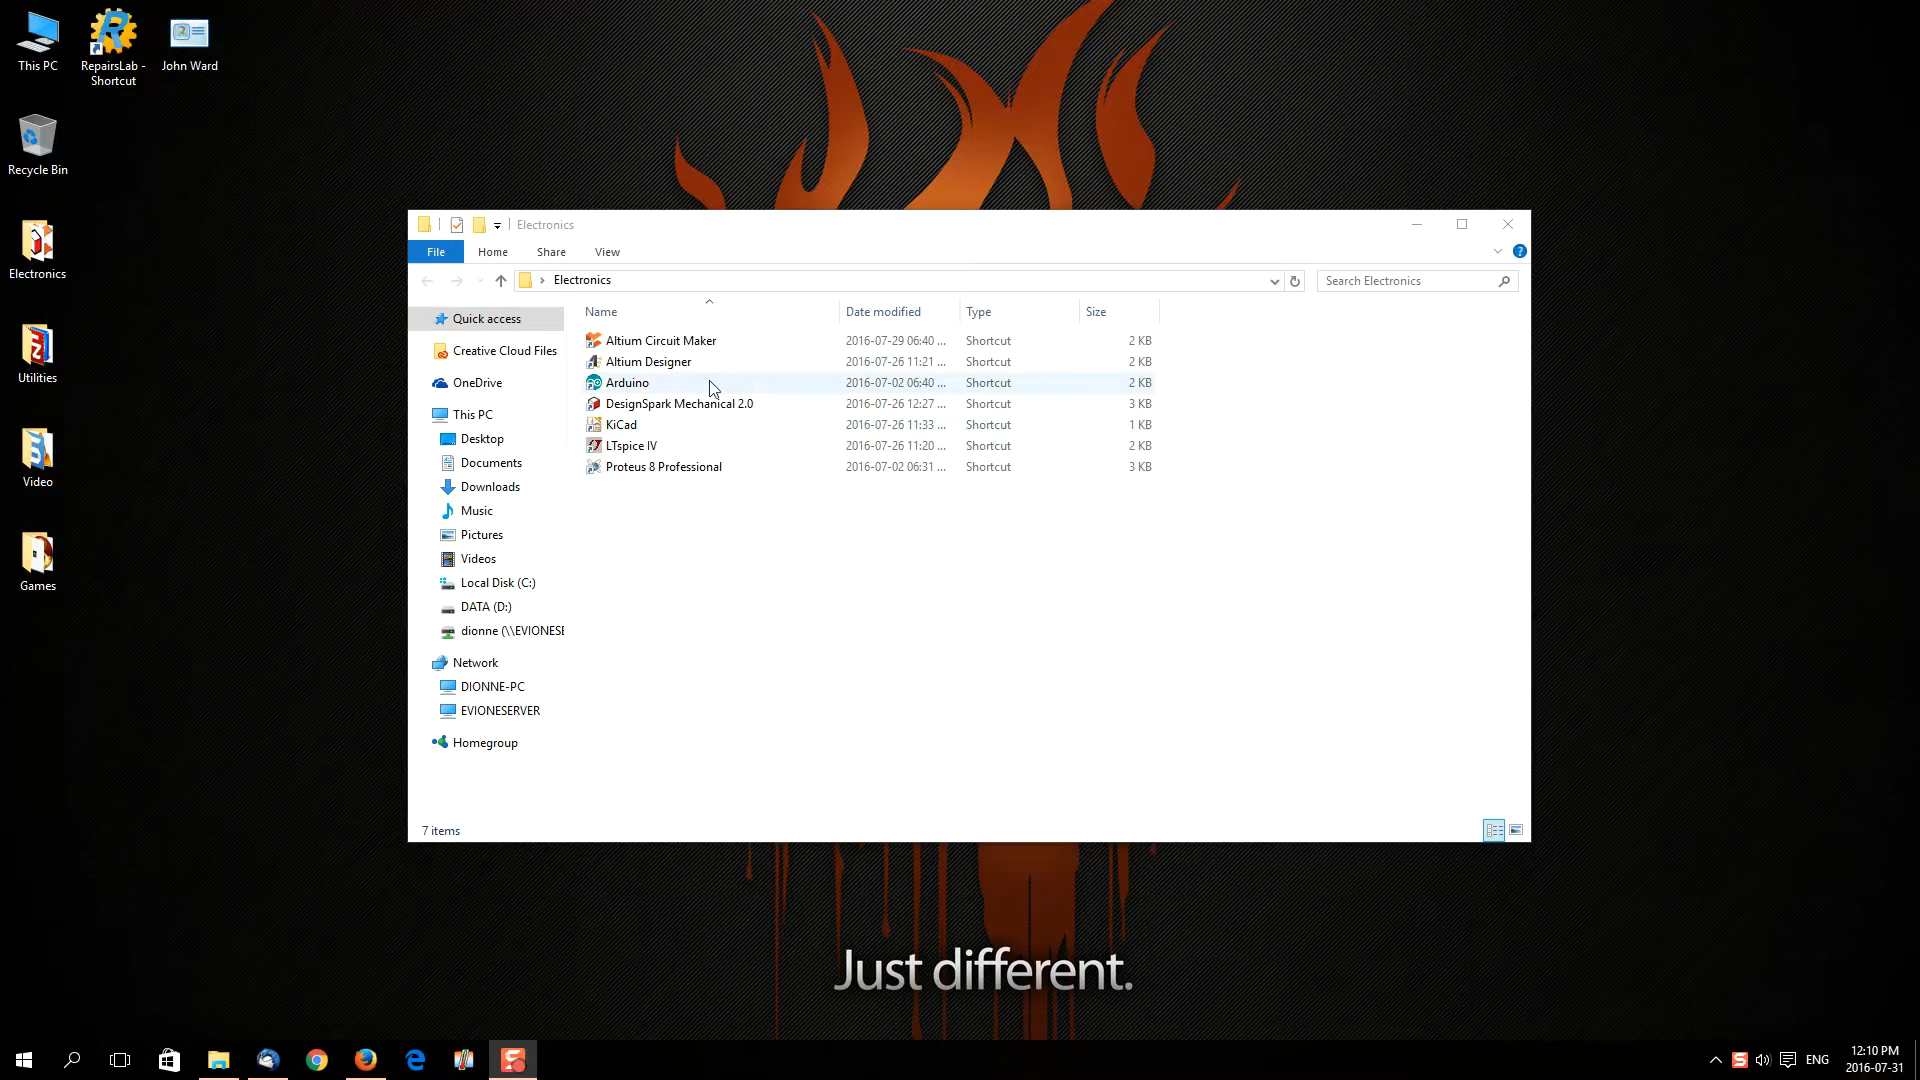 This PC
RepairsLab -
Shortcut
John Ward
Recycle Bin
Electronics
Utilities
Video
Games
Electronics
File
Home
Share
View
Electronics
Search Electronics
Quick access
Creative Cloud Files
OneDrive
This PC
Desktop
Documents
Downloads
Music
Pictures
Videos
Local Disk (C:)
DATA (D:)
dionne (\\EVIONESE
Network
DIONNE-PC
EVIONESERVER
Homegroup
Name Date modified Type Size
Altium Circuit Maker 2016-07-29 06:40 ... Shortcut 2 KB
Altium Designer 2016-07-26 11:21 ... Shortcut 2 KB
Arduino 2016-07-02 06:40 ... Shortcut 2 KB
DesignSpark Mechanical 2.0 2016-07-26 12:27 ... Shortcut 3 KB
KiCad 2016-07-26 11:33 ... Shortcut 1 KB
LTspice IV 2016-07-26 11:20 ... Shortcut 2 KB
Proteus 8 Professional 2016-07-02 06:31 ... Shortcut 3 KB
7 items
Just different.
ENG
12:10 PM
2016-07-31